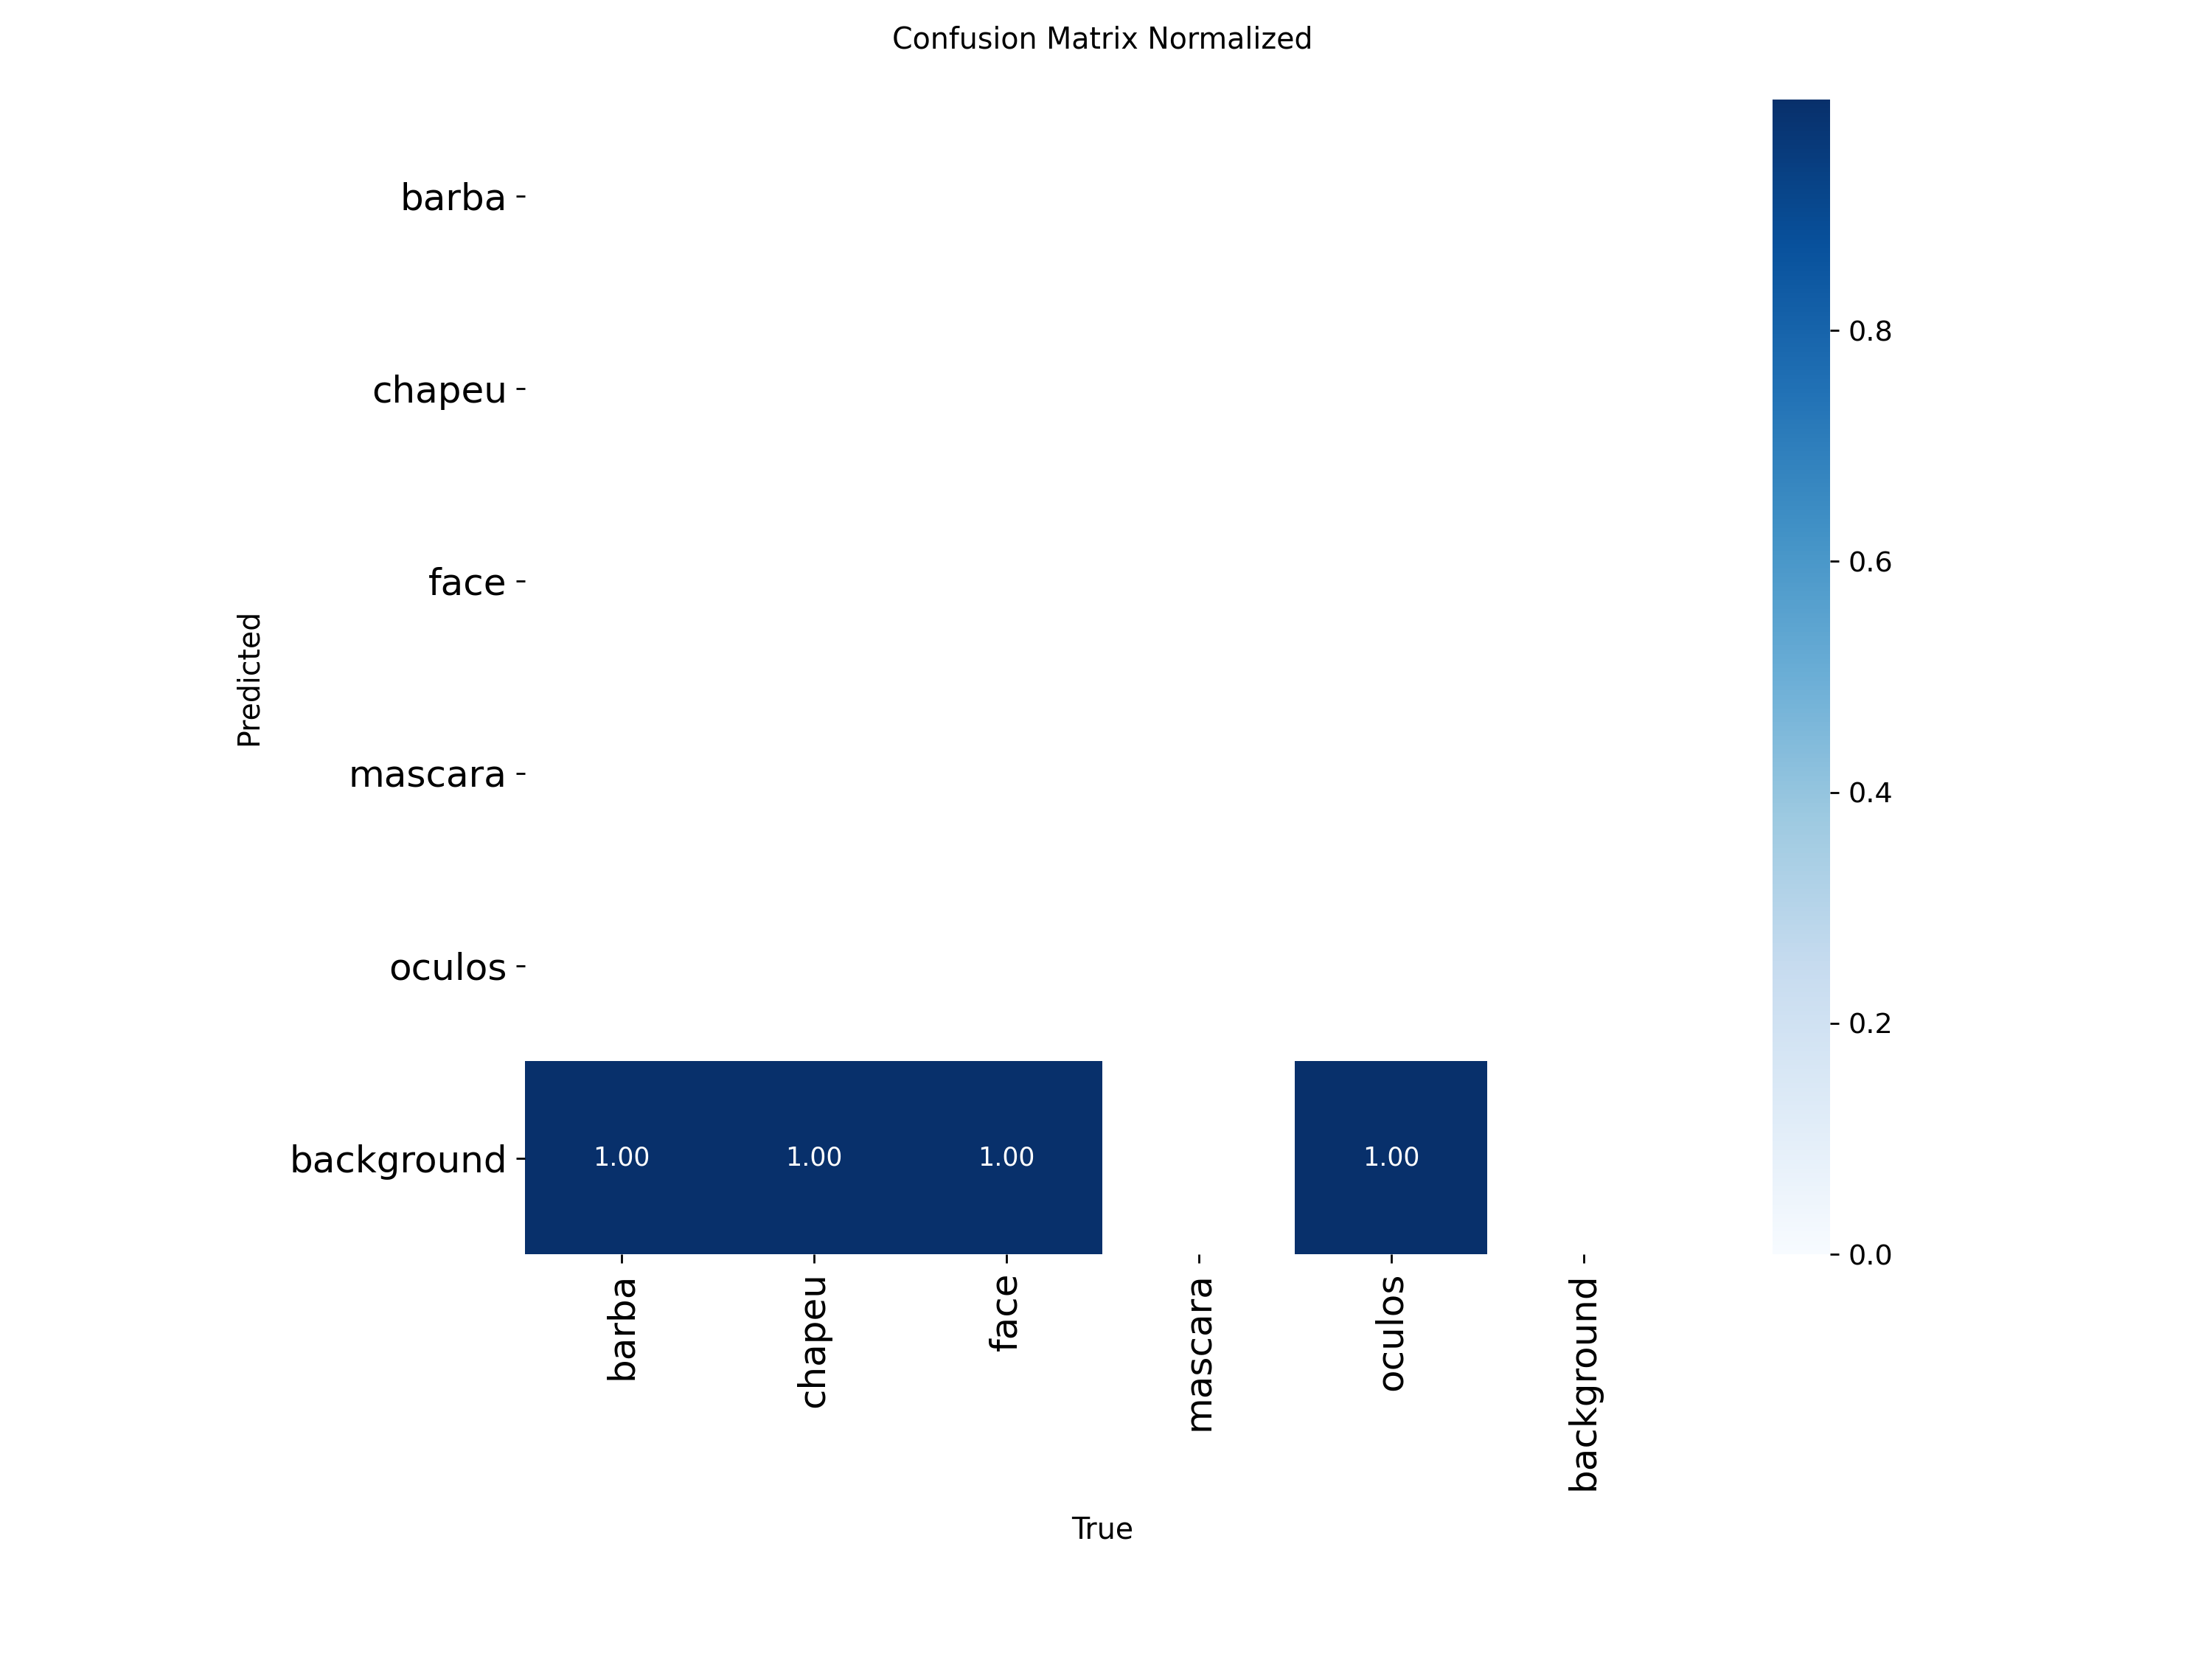 Confusion Matrix Normalized
Predicted
barba
chapeu
face
mascara
oculos
background
1.00 1.00 1.00 1.00
barba chapeu face mascara oculos background
True
0.8
0.6
0.4
0.2
0.0